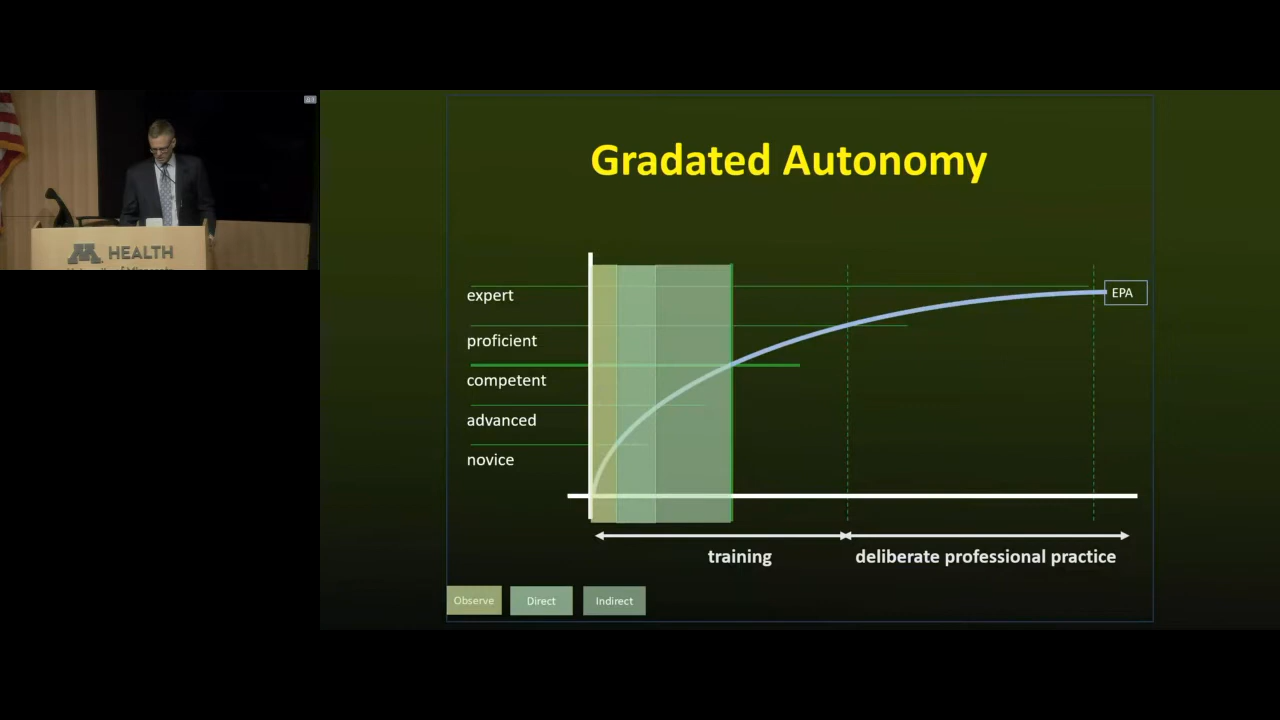 M HEALTH
Gradated Autonomy
expert
proficient
competent
advanced
novice
EPA
training
deliberate professional practice
Observe
Direct
Indirect